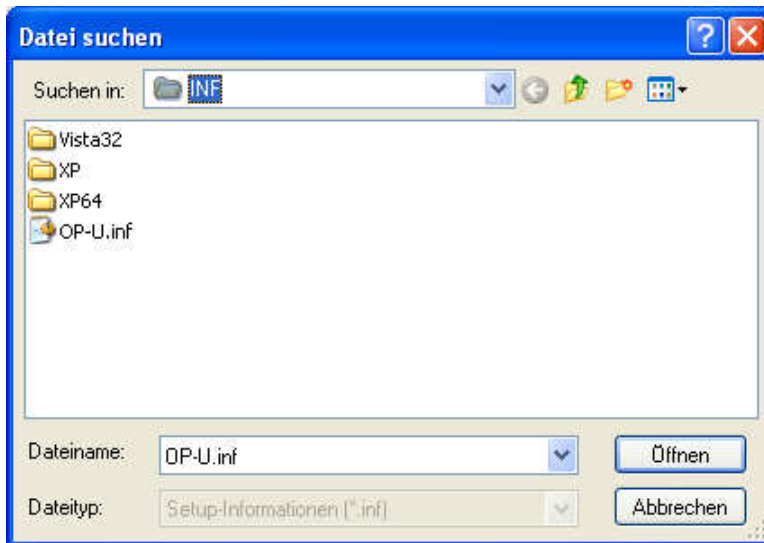 Datei suchen
Suchen in: INF
Vista32
XP
XP64
OP-U.inf
Dateiname: OP-U.inf Öffnen
Dateityp: Setup-Informationen (*.inf) Abbrechen